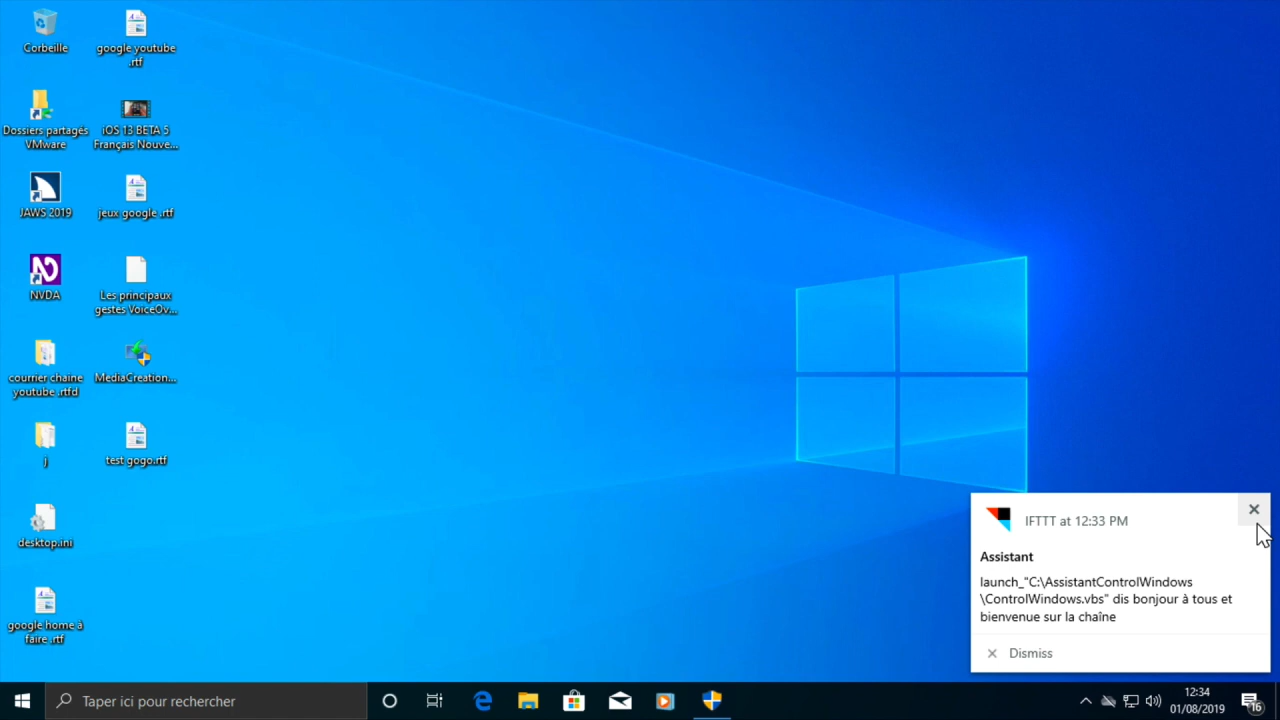 Corbeille
google youtube
.rtf
Dossiers partagés
VMware
iOS 13 BETA 5
Français Nouve...
JAWS 2019
jeux google .rtf
NVDA
Les principaux
gestes VoiceOv...
courrier chaine
youtube .rtfd
MediaCreation...
j
test gogo.rtf
desktop.ini
google home à
faire .rtf
IFTTT at 12:33 PM
Assistant
launch_"C:\AssistantControlWindows
\ControlWindows.vbs" dis bonjour à tous et
bienvenue sur la chaîne
Dismiss
Taper ici pour rechercher
12:34
01/08/2019
16